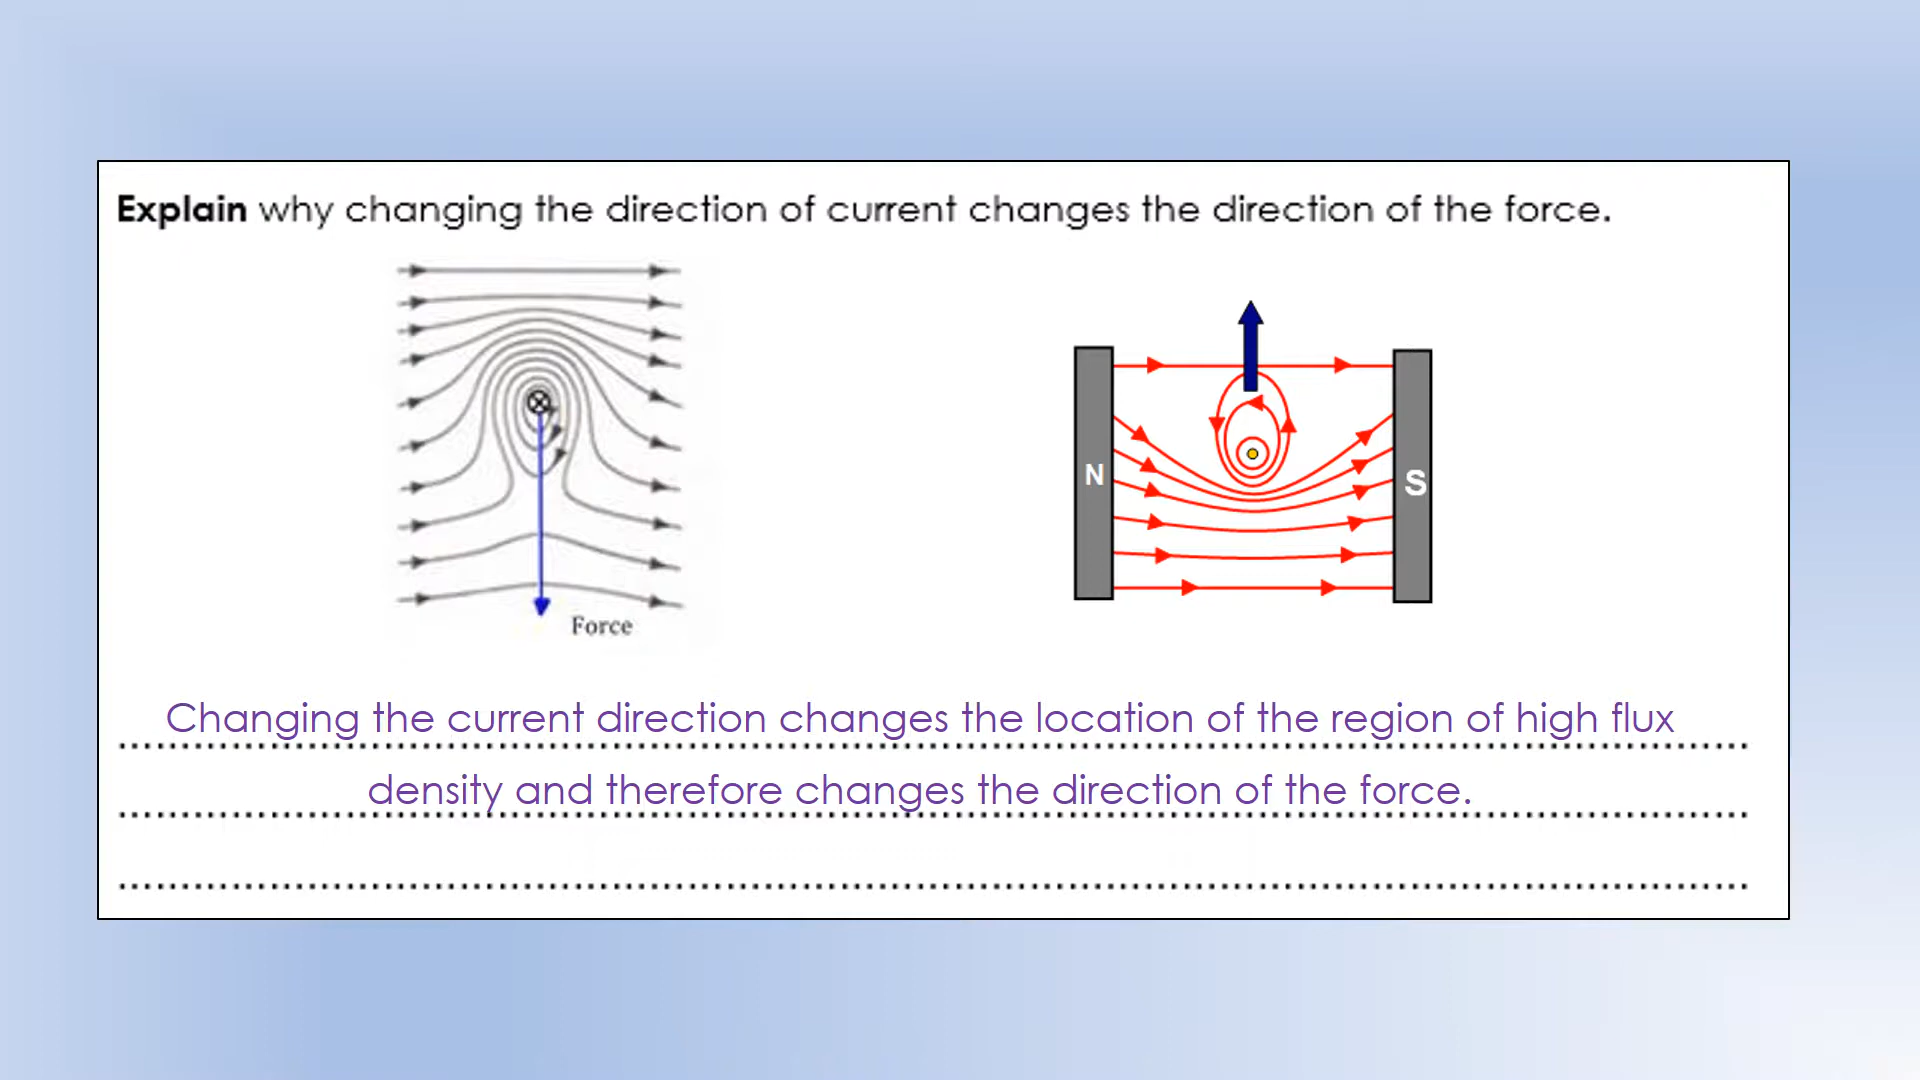 Explain why changing the direction of current changes the direction of the force.
N
S
Force
Changing the current direction changes the location of the region of high flux
density and therefore changes the direction of the force.